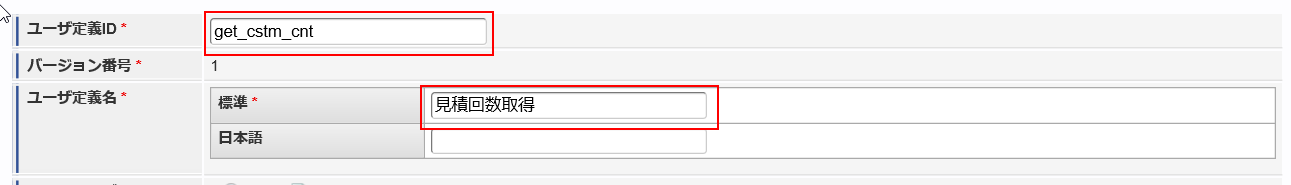 ユーザ定義ID * get_cstm_cnt
バージョン番号 * 1
ユーザ定義名 * 標準 * 見積回数取得
日本語